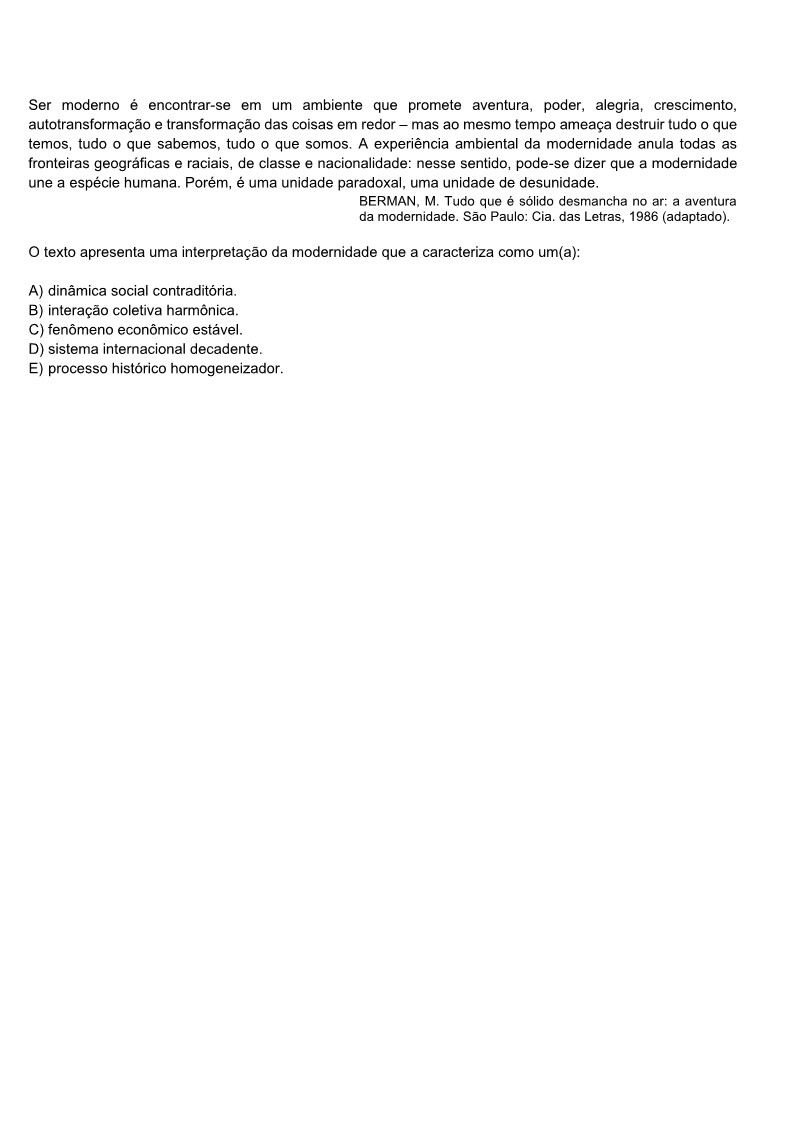 Ser moderno é encontrar-se em um ambiente que promete aventura, poder, alegria, crescimento,
autotransformação e transformação das coisas em redor – mas ao mesmo tempo ameaça destruir tudo o que
temos, tudo o que sabemos, tudo o que somos. A experiência ambiental da modernidade anula todas as
fronteiras geográficas e raciais, de classe e nacionalidade: nesse sentido, pode-se dizer que a modernidade
une a espécie humana. Porém, é uma unidade paradoxal, uma unidade de desunidade.
BERMAN, M. Tudo que é sólido desmancha no ar: a aventura
da modernidade. São Paulo: Cia. das Letras, 1986 (adaptado).
O texto apresenta uma interpretação da modernidade que a caracteriza como um(a):
A) dinâmica social contraditória.
B) interação coletiva harmônica.
C) fenômeno econômico estável.
D) sistema internacional decadente.
E) processo histórico homogeneizador.